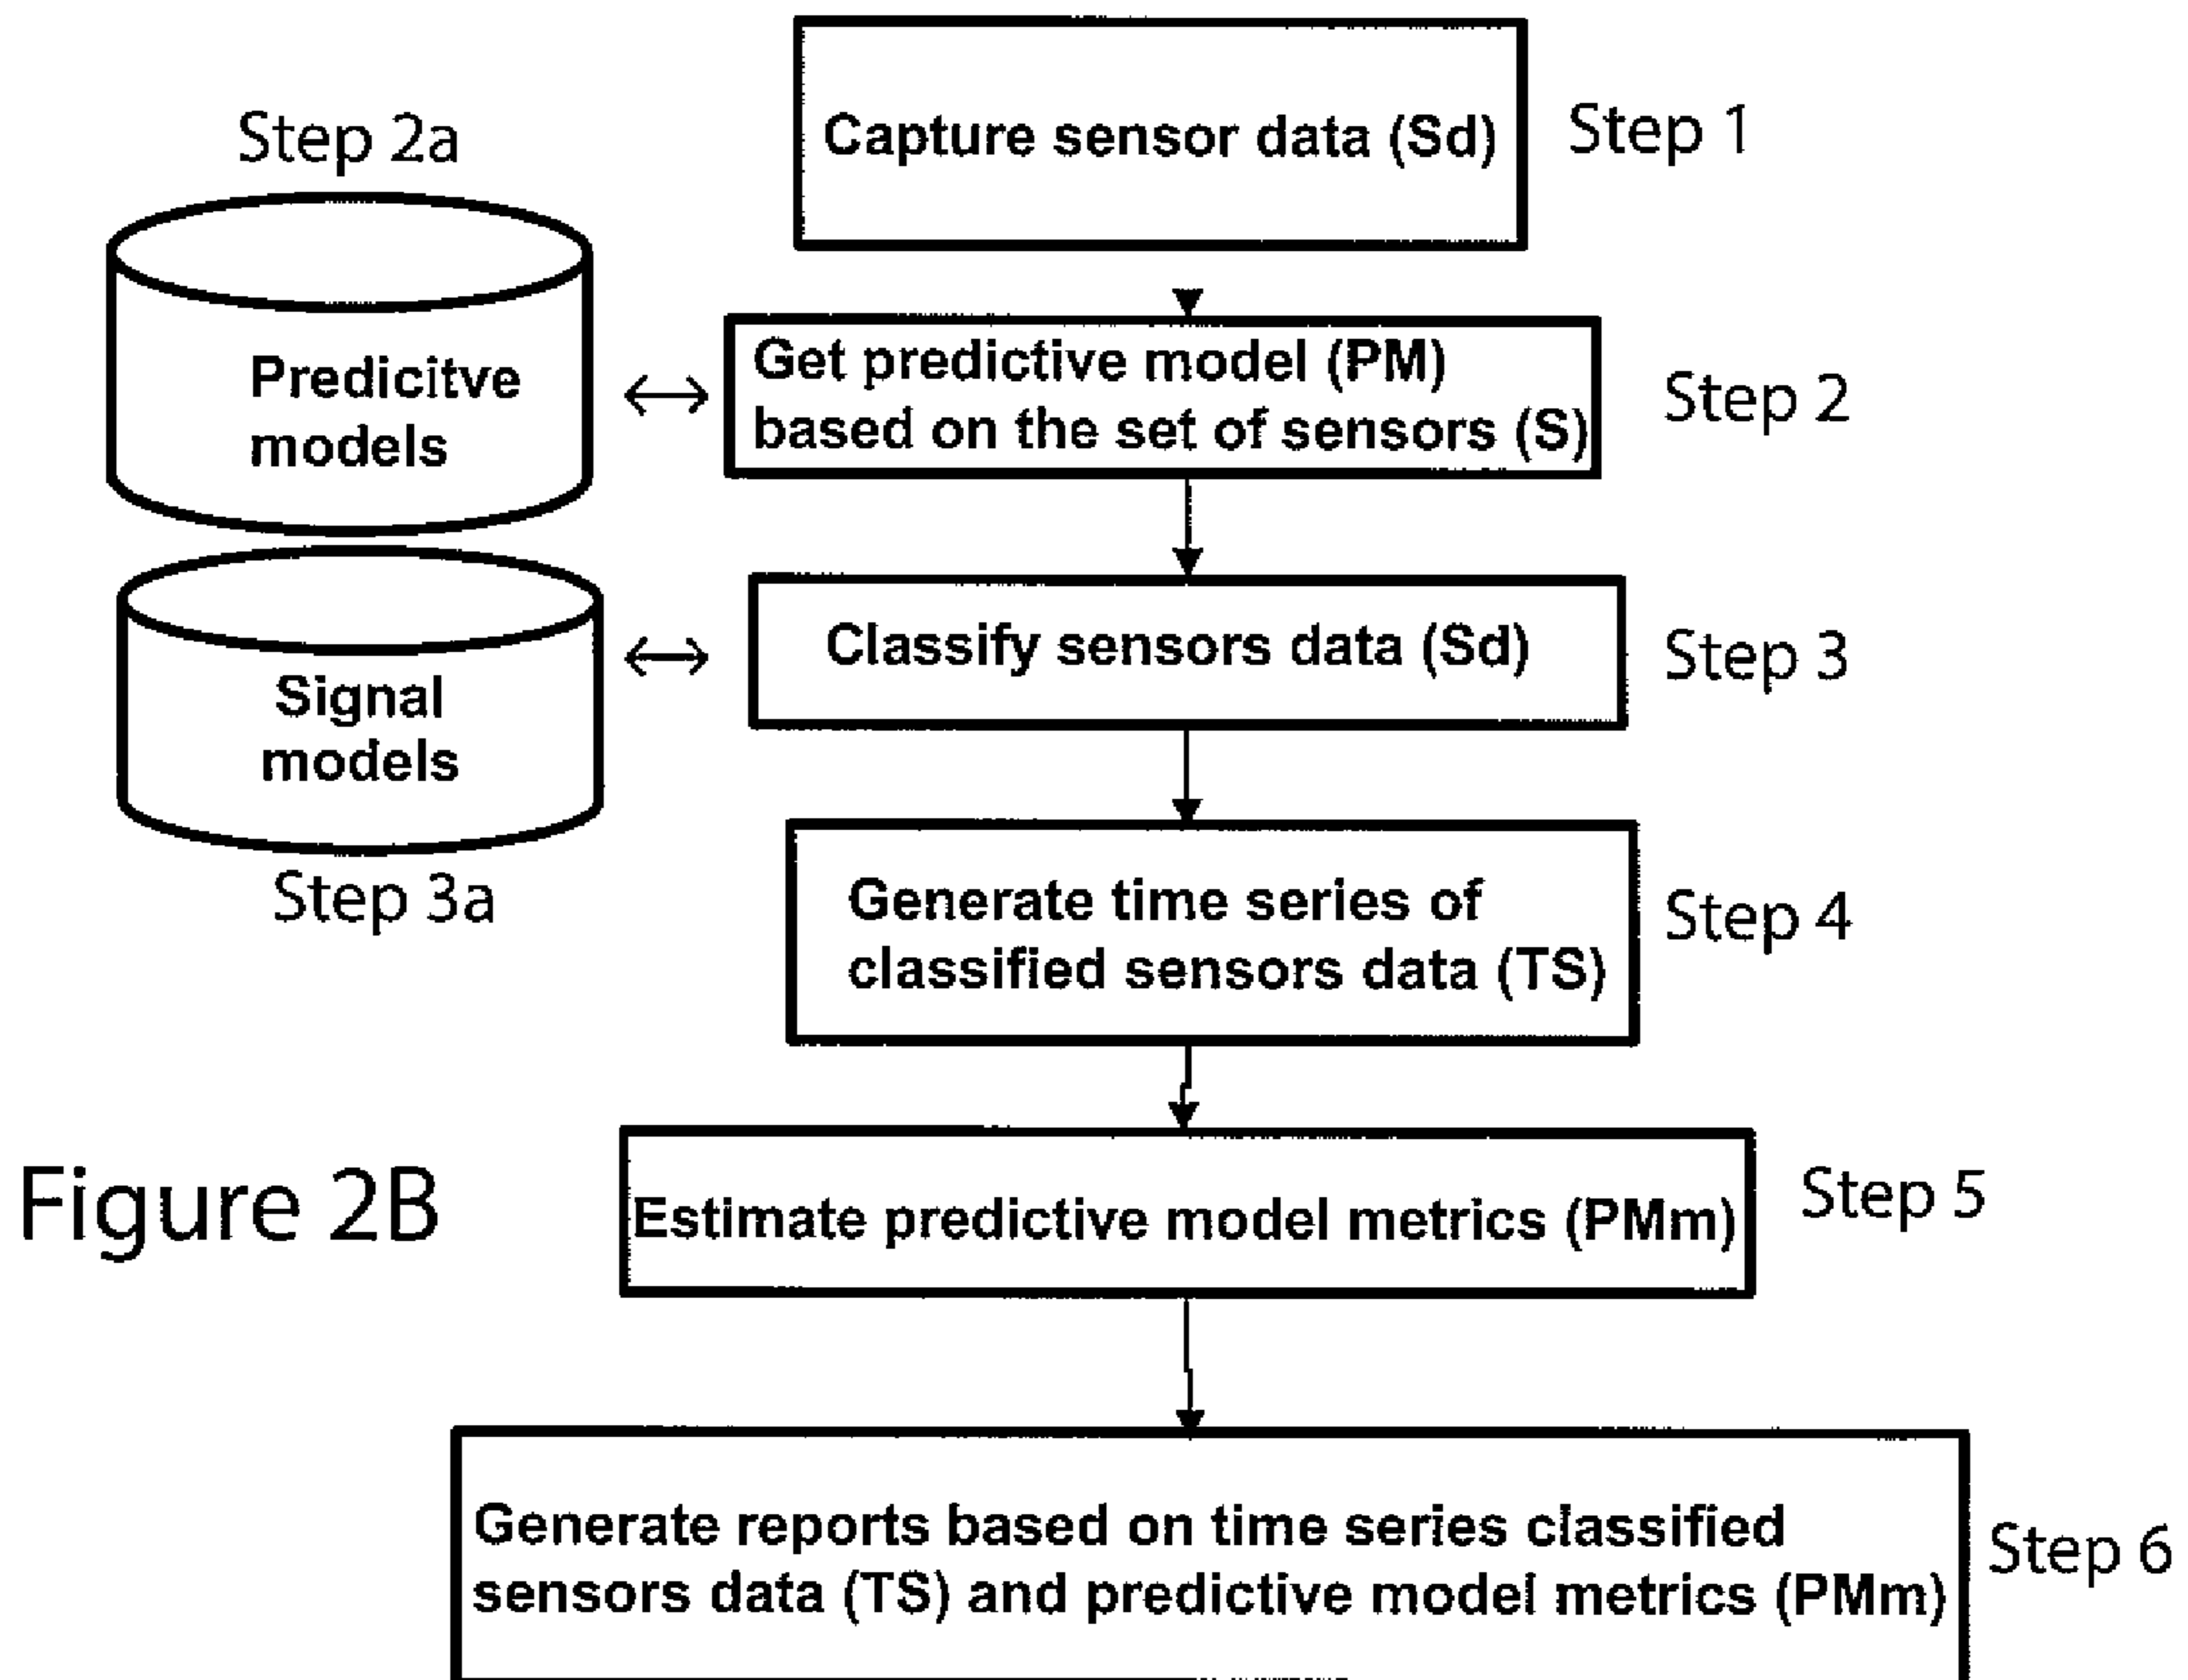 Capture sensor data (Sd)
Step 1
Step 2a
Predicitve
models
Get predictive model (PM)
based on the set of sensors (S)
Step 2
Signal
models
Step 3a
Classify sensors data (Sd)
Step 3
Generate time series of
classified sensors data (TS)
Step 4
Figure 2B
Estimate predictive model metrics (PMm)
Step 5
Generate reports based on time series classified
sensors data (TS) and predictive model metrics (PMm)
Step 6